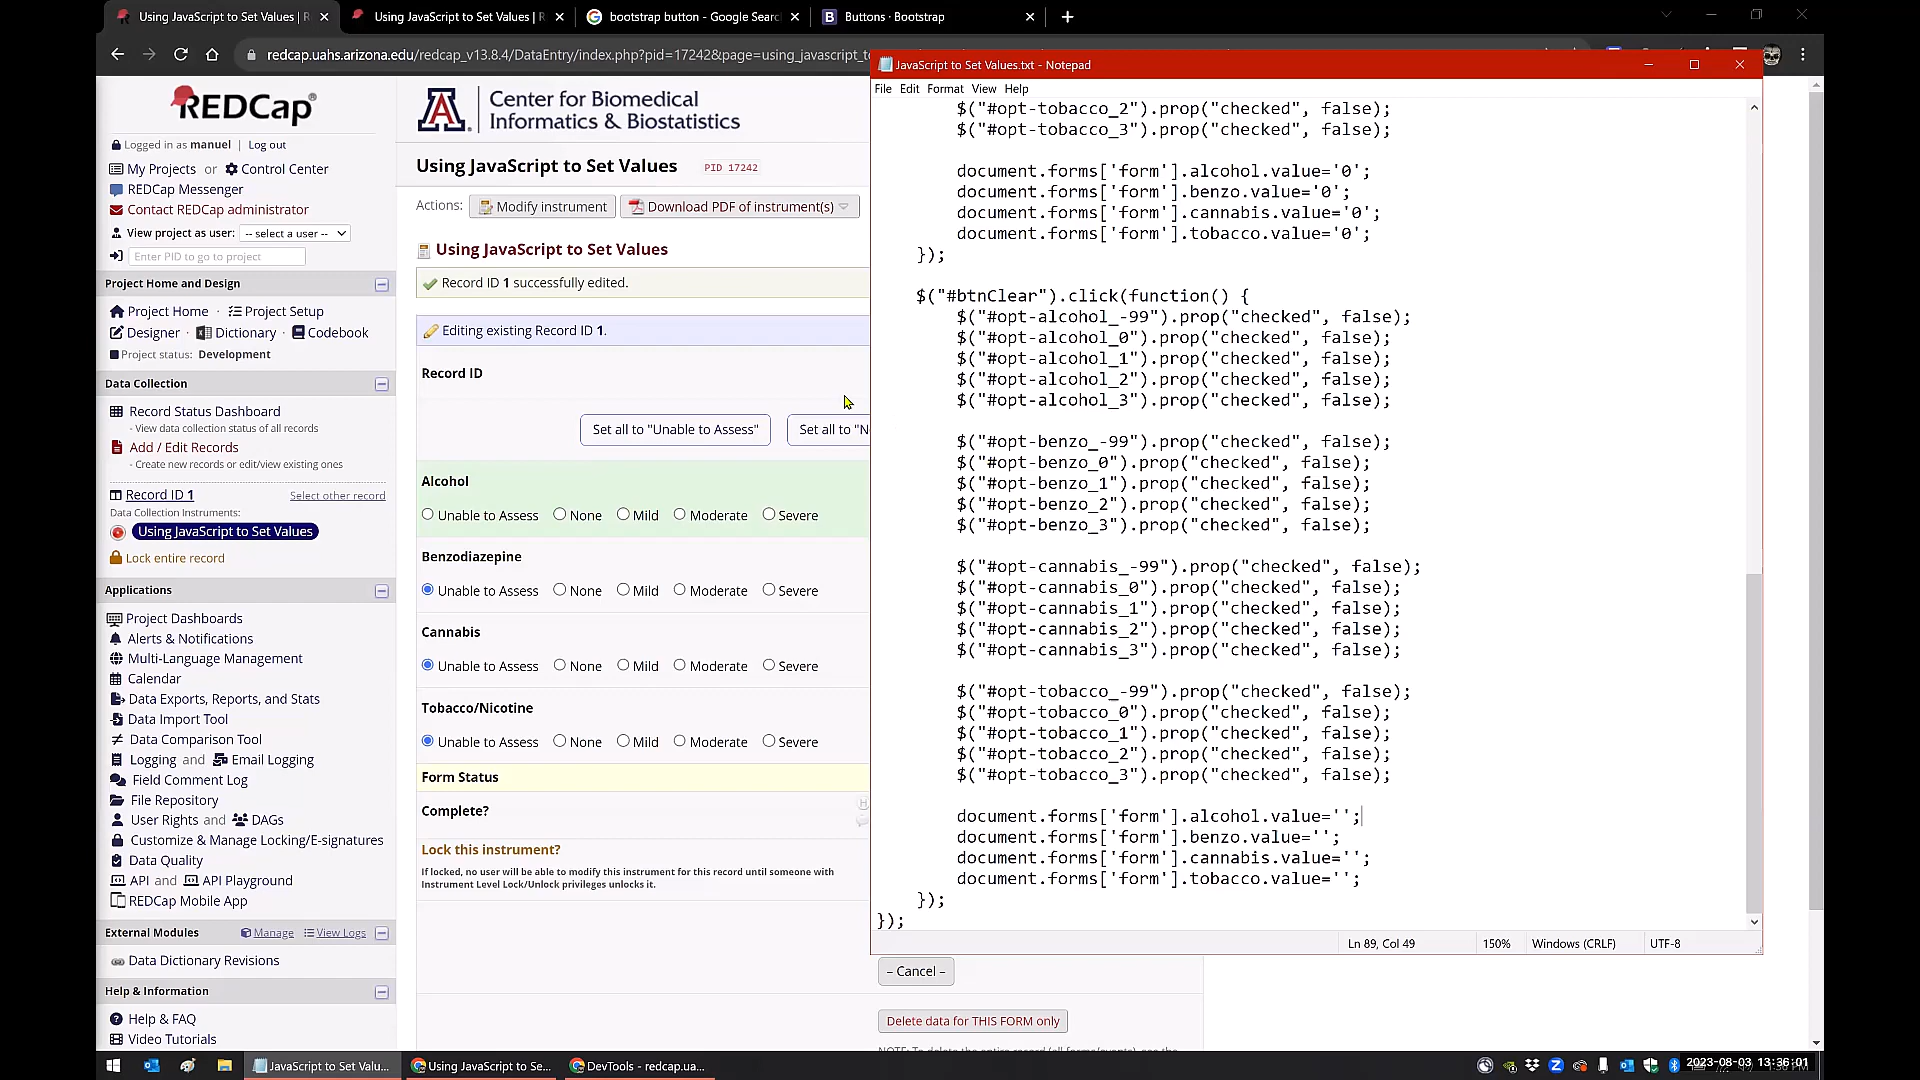 Using JavaScript to Set Values | R
Using JavaScript to Set Values | R
bootstrap button - Google Searc
Buttons · Bootstrap
redcap.uahs.arizona.edu/redcap_v13.8.4/DataEntry/index.php?pid=17242&page=using_javascript_to
REDCap
Logged in as manuel | Log out
My Projects or Control Center
REDCap Messenger
Contact REDCap administrator
View project as user: -- select a user --
Enter PID to go to project
Project Home and Design
Project Home Project Setup
Designer · Dictionary · Codebook
Project status: Development
Data Collection
Record Status Dashboard
- View data collection status of all records
Add / Edit Records
- Create new records or edit/view existing ones
Record ID 1 Select other record
Data Collection Instruments:
Using JavaScript to Set Values
Lock entire record
Applications
Project Dashboards
Alerts & Notifications
Multi-Language Management
Calendar
Data Exports, Reports, and Stats
Data Import Tool
Data Comparison Tool
Logging and Email Logging
Field Comment Log
File Repository
User Rights and DAGs
Customize & Manage Locking/E-signatures
Data Quality
API and API Playground
REDCap Mobile App
External Modules Manage View Logs
Data Dictionary Revisions
Help & Information
Help & FAQ
Video Tutorials
A
Center for Biomedical
Informatics & Biostatistics
Using JavaScript to Set Values PID 17242
Actions: Modify instrument Download PDF of instrument(s)
Using JavaScript to Set Values
Record ID 1 successfully edited.
Editing existing Record ID 1.
Record ID
Set all to "Unable to Assess" Set all to "N
Alcohol
Unable to Assess None Mild Moderate Severe
Benzodiazepine
Unable to Assess None Mild Moderate Severe
Cannabis
Unable to Assess None Mild Moderate Severe
Tobacco/Nicotine
Unable to Assess None Mild Moderate Severe
Form Status
Complete?
H
Lock this instrument?
If locked, no user will be able to modify this instrument for this record until someone with
Instrument Level Lock/Unlock privileges unlocks it.
-- Cancel --
Delete data for THIS FORM only
JavaScript to Set Values.txt - Notepad
File Edit Format View Help
$("#opt-tobacco_2").prop("checked", false);
$("#opt-tobacco_3").prop("checked", false);
document.forms['form'].alcohol.value='0';
document.forms['form'].benzo.value='0';
document.forms['form'].cannabis.value='0';
document.forms['form'].tobacco.value='0';
});
$("#btnClear").click(function() {
$("#opt-alcohol_-99").prop("checked", false);
$("#opt-alcohol_0").prop("checked", false);
$("#opt-alcohol_1").prop("checked", false);
$("#opt-alcohol_2").prop("checked", false);
$("#opt-alcohol_3").prop("checked", false);
$("#opt-benzo_-99").prop("checked", false);
$("#opt-benzo_0").prop("checked", false);
$("#opt-benzo_1").prop("checked", false);
$("#opt-benzo_2").prop("checked", false);
$("#opt-benzo_3").prop("checked", false);
$("#opt-cannabis_-99").prop("checked", false);
$("#opt-cannabis_0").prop("checked", false);
$("#opt-cannabis_1").prop("checked", false);
$("#opt-cannabis_2").prop("checked", false);
$("#opt-cannabis_3").prop("checked", false);
$("#opt-tobacco_-99").prop("checked", false);
$("#opt-tobacco_0").prop("checked", false);
$("#opt-tobacco_1").prop("checked", false);
$("#opt-tobacco_2").prop("checked", false);
$("#opt-tobacco_3").prop("checked", false);
document.forms['form'].alcohol.value='';
document.forms['form'].benzo.value='';
document.forms['form'].cannabis.value='';
document.forms['form'].tobacco.value='';
});
});
Ln 89, Col 49 150% Windows (CRLF) UTF-8
JavaScript to Set Valu... Using JavaScript to Se... DevTools - redcap.ua...
2023-08-03 13:36:01